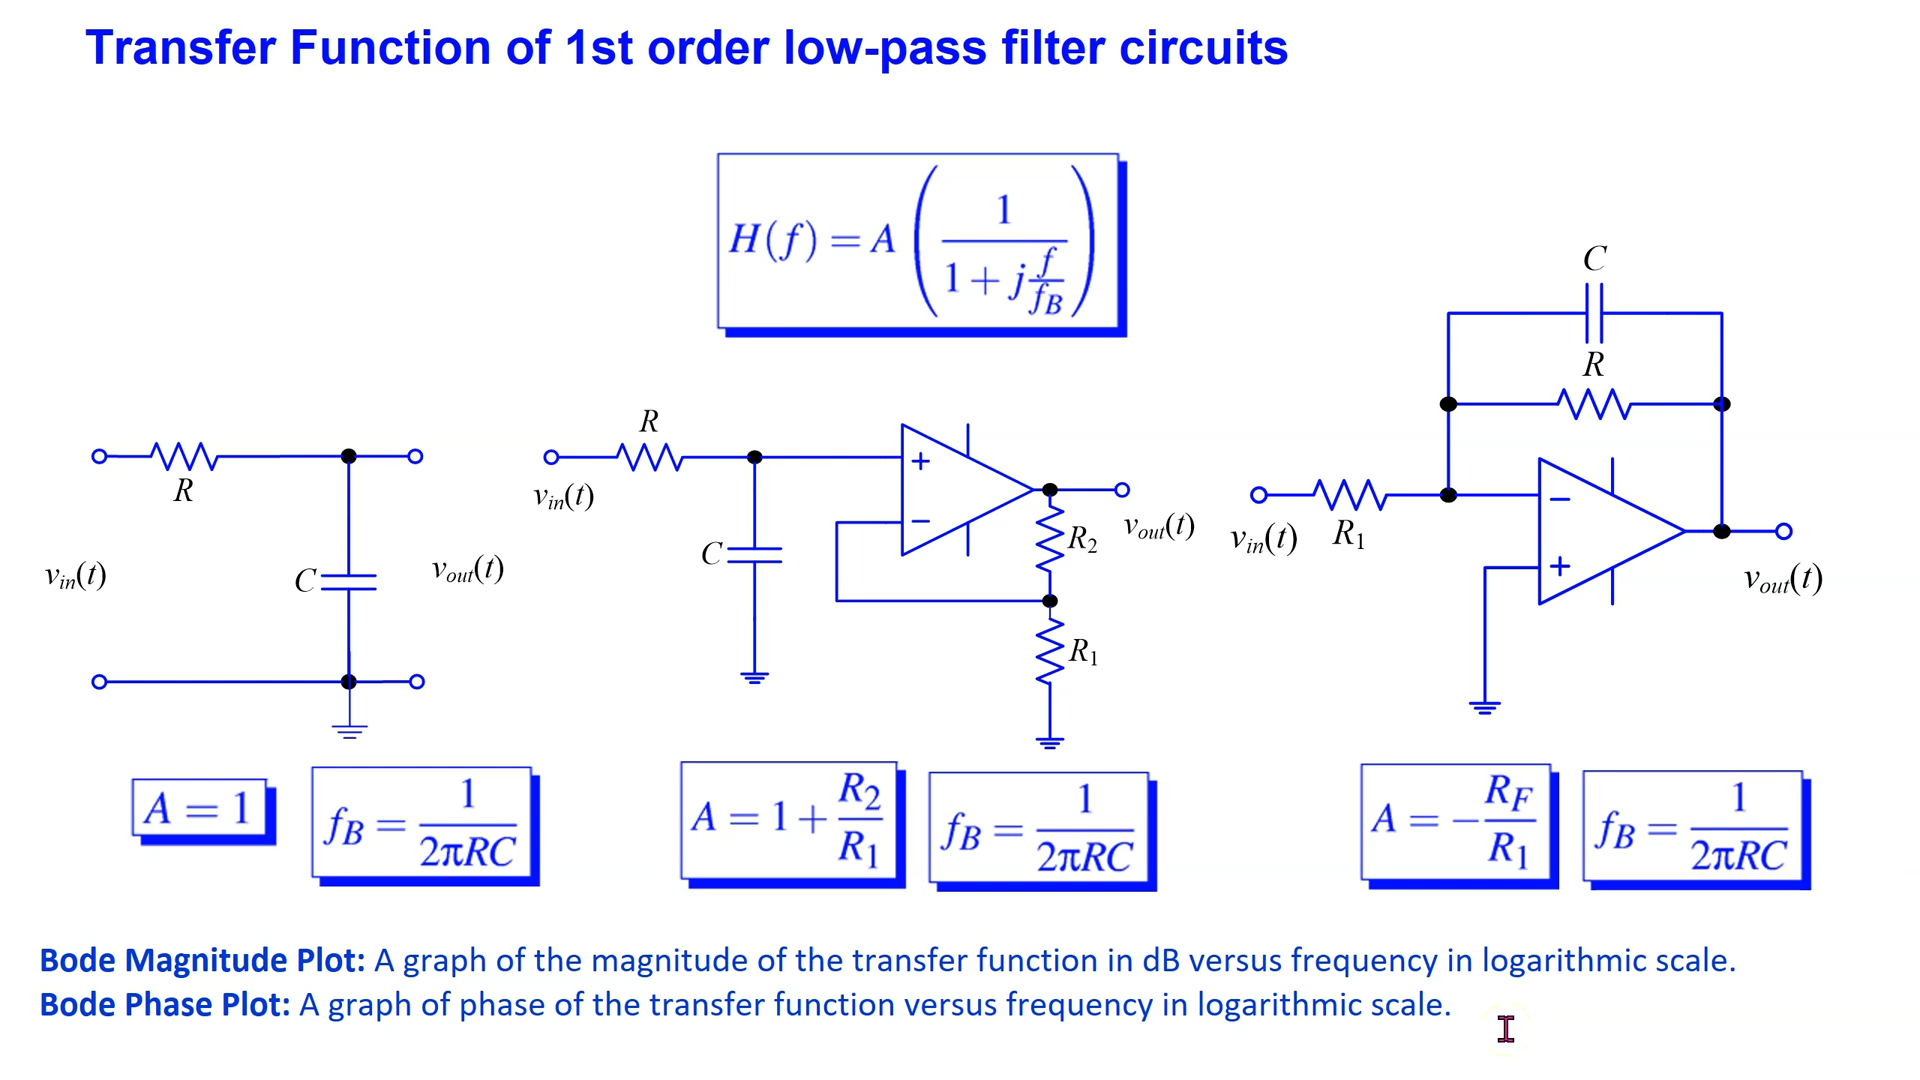 Transfer Function of 1st order low-pass filter circuits
H(f) = A ( 1 / ( 1 + j f / f_B ) )
R
C
v_in(t)
v_out(t)
R
v_in(t)
C
+
−
R_2
v_out(t)
R_1
C
R
v_in(t)
R_1
−
+
v_out(t)
A = 1
f_B = 1 / 2πRC
A = 1 + R_2 / R_1
f_B = 1 / 2πRC
A = − R_F / R_1
f_B = 1 / 2πRC
Bode Magnitude Plot: A graph of the magnitude of the transfer function in dB versus frequency in logarithmic scale.
Bode Phase Plot: A graph of phase of the transfer function versus frequency in logarithmic scale.